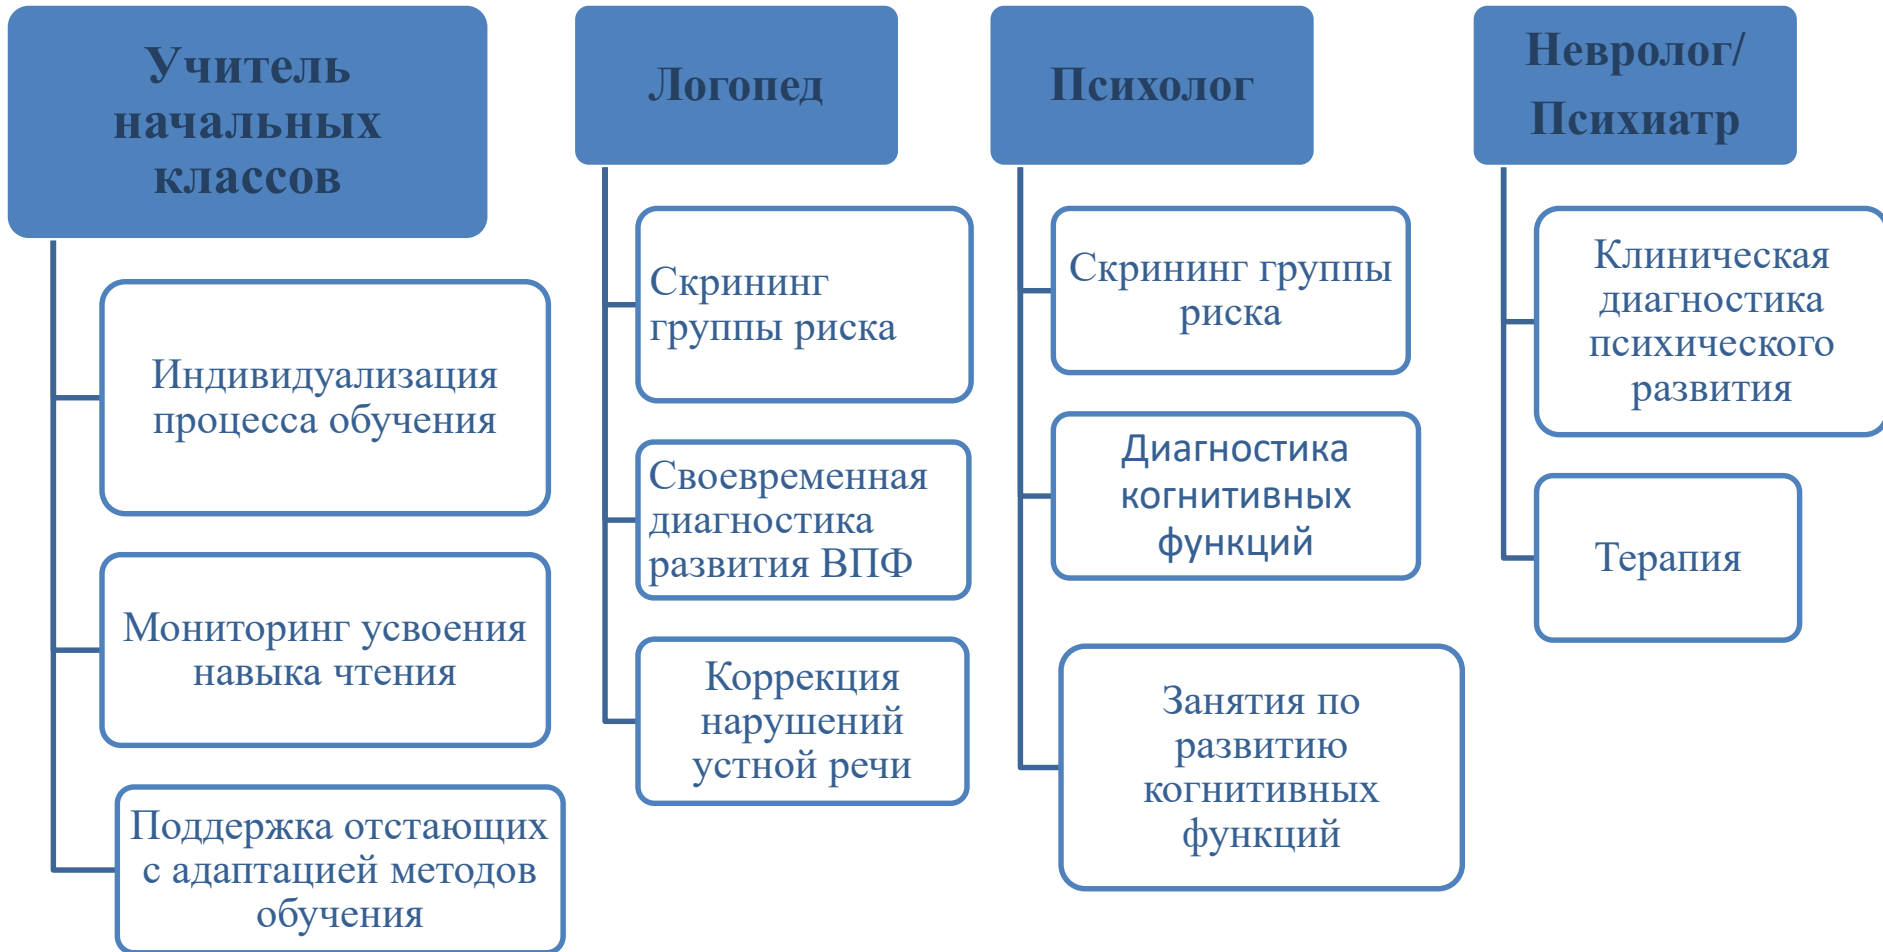 Учитель
начальных
классов
Индивидуализация
процесса обучения
Мониторинг усвоения
навыка чтения
Поддержка отстающих
с адаптацией методов
обучения
Логопед
Скрининг
группы риска
Своевременная
диагностика
развития ВПФ
Коррекция
нарушений
устной речи
Психолог
Скрининг группы
риска
Диагностика
когнитивных
функций
Занятия по
развитию
когнитивных
функций
Невролог/
Психиатр
Клиническая
диагностика
психического
развития
Терапия